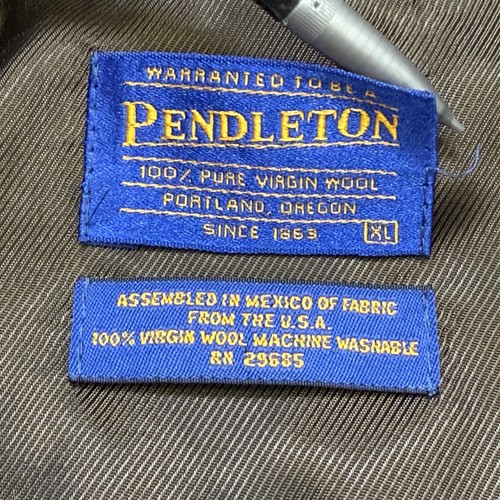 WARRANTED TO BE A
PENDLETON
100% PURE VIRGIN WOOL
PORTLAND, OREGON
SINCE 1863 XL
ASSEMBLED IN MEXICO OF FABRIC
FROM THE U.S.A.
100% VIRGIN WOOL MACHINE WASHABLE
RN 29685